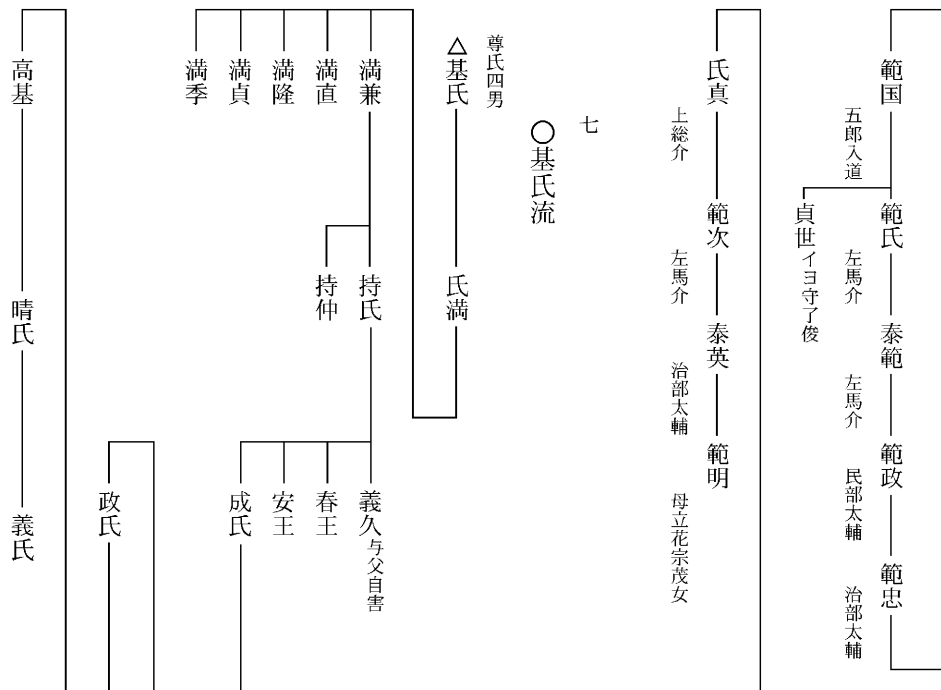 範国
五郎入道
範氏
左馬介
貞世 イヨ守了俊
泰範
左馬介
範政
民部太輔
範忠
治部太輔
氏真
上総介
範次
左馬介
泰英
治部太輔
範明
母立花宗茂女
七
○基氏流
尊氏四男
△基氏
氏満
満兼
満直
満隆
満貞
満季
持氏
持仲
義久 与父自害
春王
安王
成氏
政氏
高基
晴氏
義氏